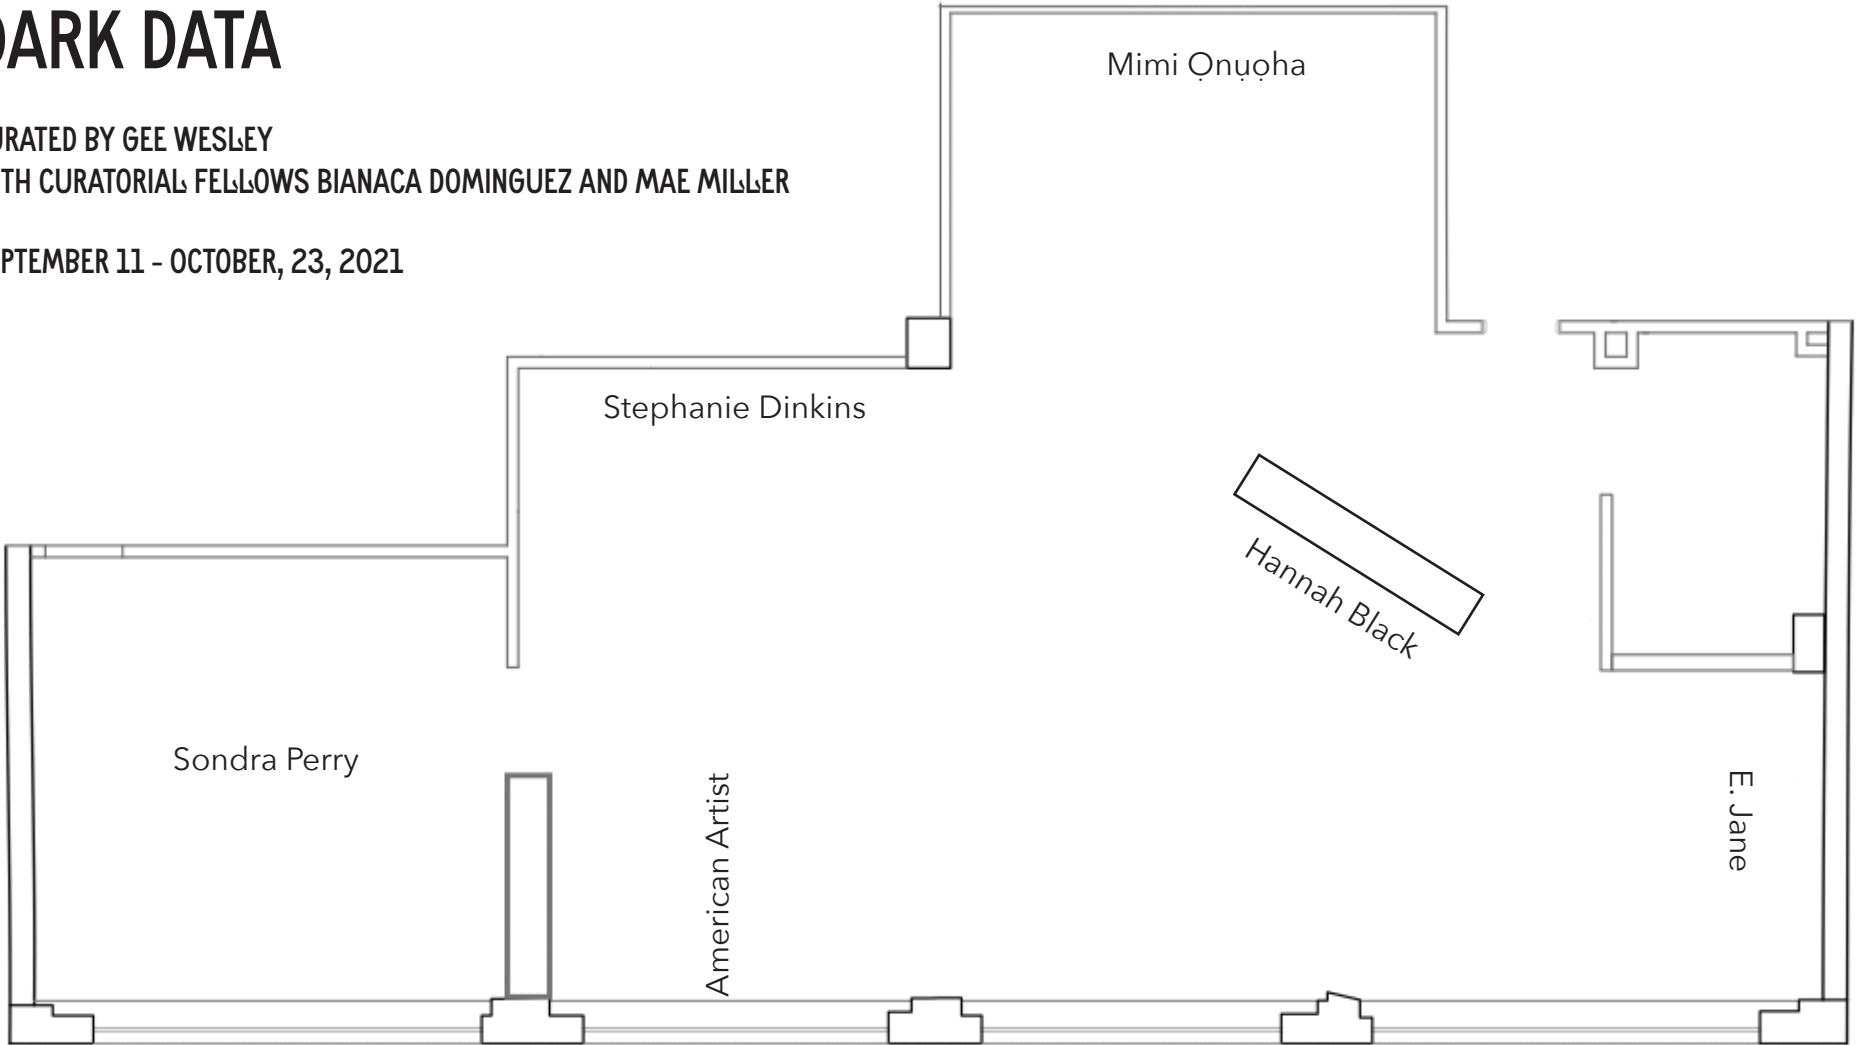 DARK DATA
URATED BY GEE WESLEY
TH CURATORIAL FELLOWS BIANACA DOMINGUEZ AND MAE MILLER
PTEMBER 11 - OCTOBER, 23, 2021
Mimi Ọnụọha
Stephanie Dinkins
Hannah Black
Sondra Perry
American Artist
E. Jane